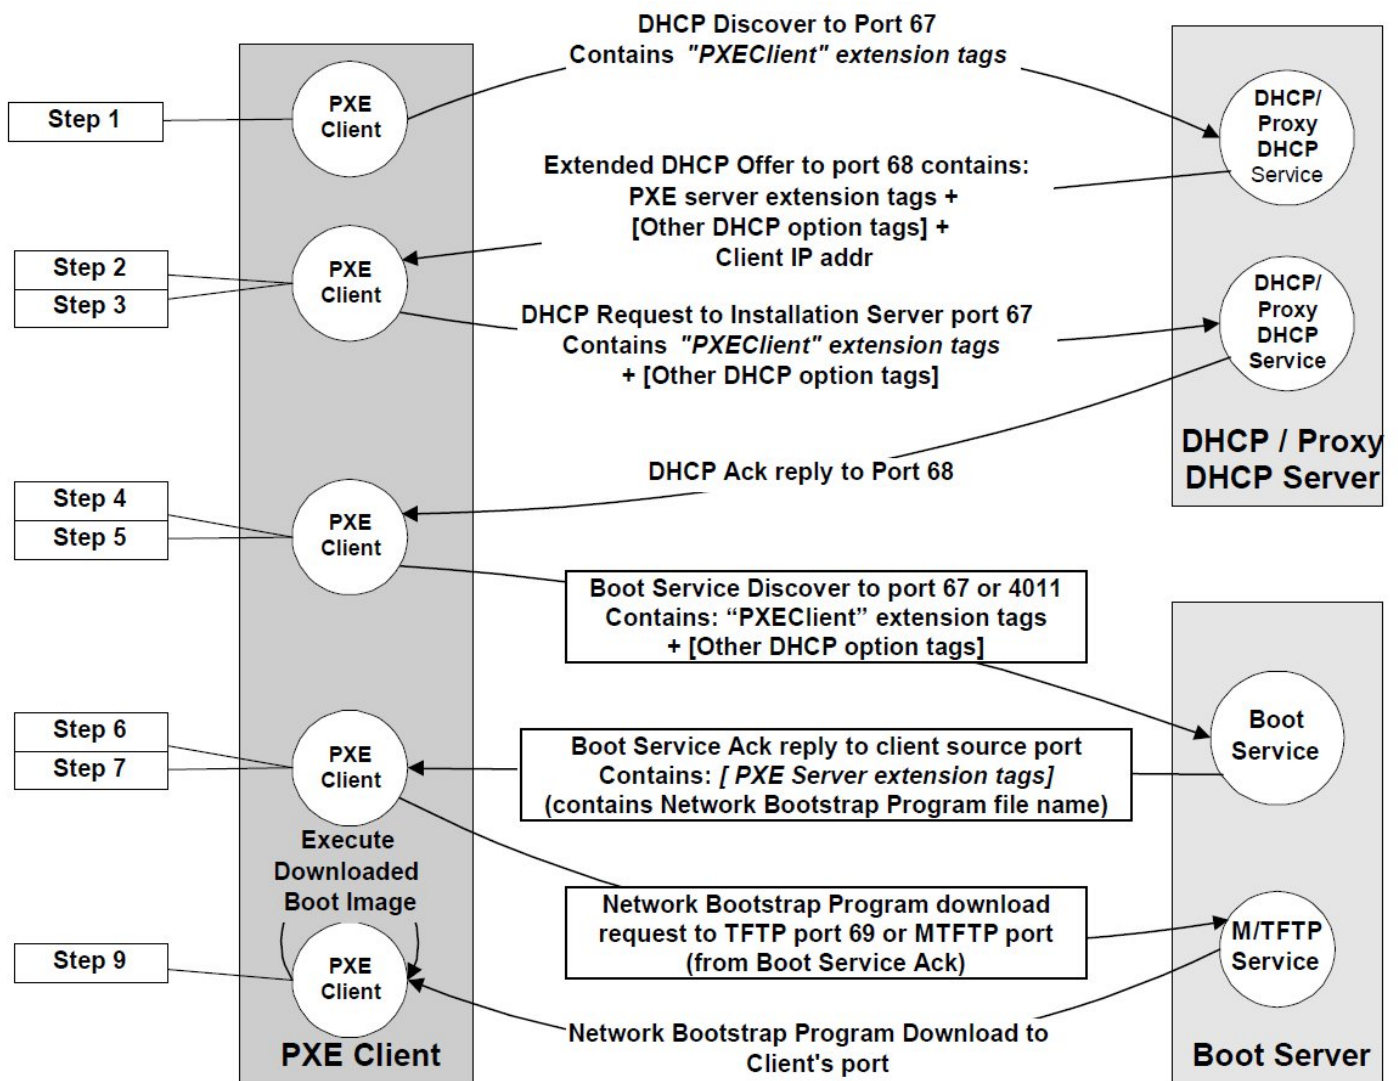 DHCP Discover to Port 67
Contains "PXEClient" extension tags
PXE
Client
Step 1
DHCP/
Proxy
DHCP
Service
Extended DHCP Offer to port 68 contains:
PXE server extension tags +
[Other DHCP option tags] +
Client IP addr
Step 2
Step 3
PXE
Client
DHCP Request to Installation Server port 67
Contains "PXEClient" extension tags
+ [Other DHCP option tags]
DHCP/
Proxy
DHCP
Service
DHCP / Proxy
DHCP Server
DHCP Ack reply to Port 68
Step 4
Step 5
PXE
Client
Boot Service Discover to port 67 or 4011
Contains: “PXEClient” extension tags
+ [Other DHCP option tags]
Boot
Service
Step 6
Step 7
PXE
Client
Boot Service Ack reply to client source port
Contains: [ PXE Server extension tags]
(contains Network Bootstrap Program file name)
Execute
Downloaded
Boot Image
Network Bootstrap Program download
request to TFTP port 69 or MTFTP port
(from Boot Service Ack)
M/TFTP
Service
Step 9
PXE
Client
Network Bootstrap Program Download to
Client's port
PXE Client
Boot Server